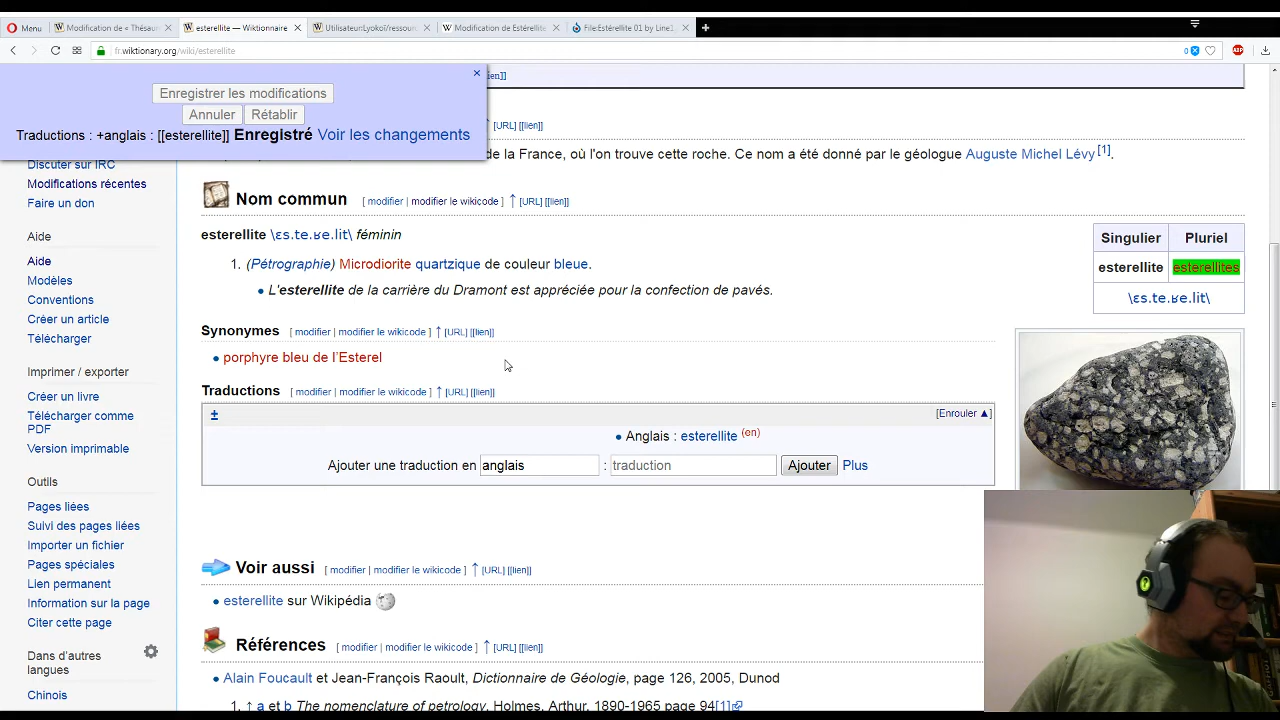 Menu
Modification de « Thésau
esterellite — Wiktionnaire
Utilisateur:Lyokoï/ressourc
Modification de Estérellite
File:Estérellite 01 by Line1
fr.wiktionary.org/wiki/esterellite
0
ABP
Enregistrer les modifications
Annuler
Rétablir
Traductions : +anglais : [[esterellite]] Enregistré Voir les changements
[URL] [[lien]]
de la France, où l'on trouve cette roche. Ce nom a été donné par le géologue Auguste Michel Lévy [1].
Discuter sur IRC
Modifications récentes
Faire un don
Aide
Aide
Modèles
Conventions
Créer un article
Télécharger
Imprimer / exporter
Créer un livre
Télécharger comme
PDF
Version imprimable
Outils
Pages liées
Suivi des pages liées
Importer un fichier
Pages spéciales
Lien permanent
Information sur la page
Citer cette page
Dans d'autres
langues
Chinois
Nom commun [ modifier | modifier le wikicode ] ↑ [URL] [[lien]]
esterellite \ɛs.te.ʁe.lit\ féminin
1. (Pétrographie) Microdiorite quartzique de couleur bleue.
• L'esterellite de la carrière du Dramont est appréciée pour la confection de pavés.
Singulier Pluriel
esterellite esterellites
\ɛs.te.ʁe.lit\
Synonymes [ modifier | modifier le wikicode ] ↑ [URL] [[lien]]
• porphyre bleu de l'Esterel
Traductions [ modifier | modifier le wikicode ] ↑ [URL] [[lien]]
± [Enrouler ▲]
• Anglais : esterellite (en)
Ajouter une traduction en anglais : traduction Ajouter Plus
Voir aussi [ modifier | modifier le wikicode ] ↑ [URL] [[lien]]
• esterellite sur Wikipédia
Références [ modifier | modifier le wikicode ] ↑ [URL] [[lien]]
• Alain Foucault et Jean-François Raoult, Dictionnaire de Géologie, page 126, 2005, Dunod
1. ↑ a et b The nomenclature of petrology, Holmes, Arthur, 1890-1965 page 94[1]